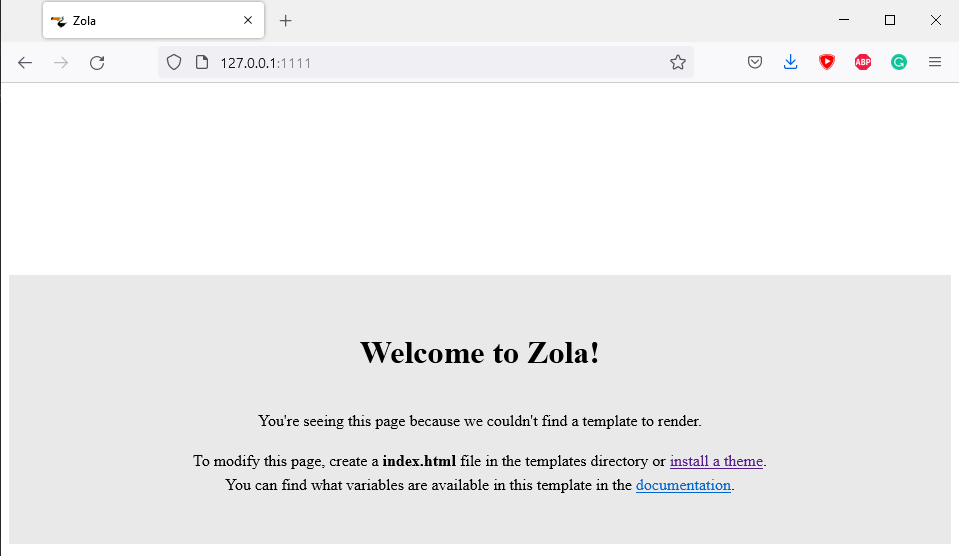 Zola
127.0.0.1:1111
ABP
Welcome to Zola!
You're seeing this page because we couldn't find a template to render.
To modify this page, create a index.html file in the templates directory or install a theme.
You can find what variables are available in this template in the documentation.